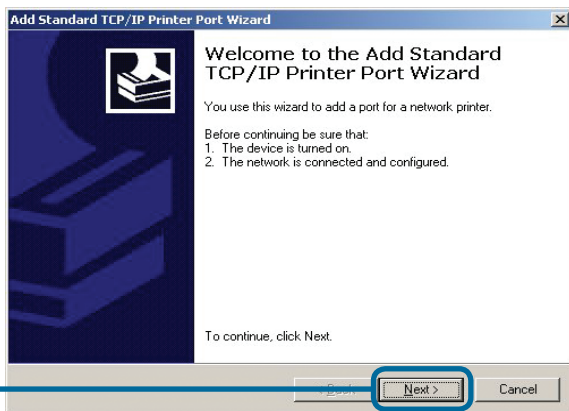 Add Standard TCP/IP Printer Port Wizard
Welcome to the Add Standard
TCP/IP Printer Port Wizard
You use this wizard to add a port for a network printer.
Before continuing be sure that:
1. The device is turned on.
2. The network is connected and configured.
To continue, click Next.
Next >
Cancel